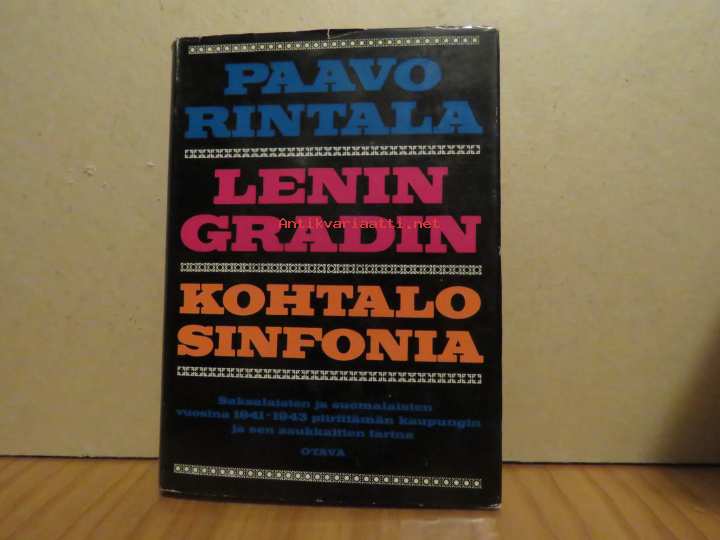 PAAVO
RINTALA
LENIN
GRADIN
Antikvariaatti.net
KOHTALO
SINFONIA
Saksalaisten ja suomalaisten
vuosina 1941-1943 piirittämän kaupungin
ja sen asukkaitten tarina
OTAVA